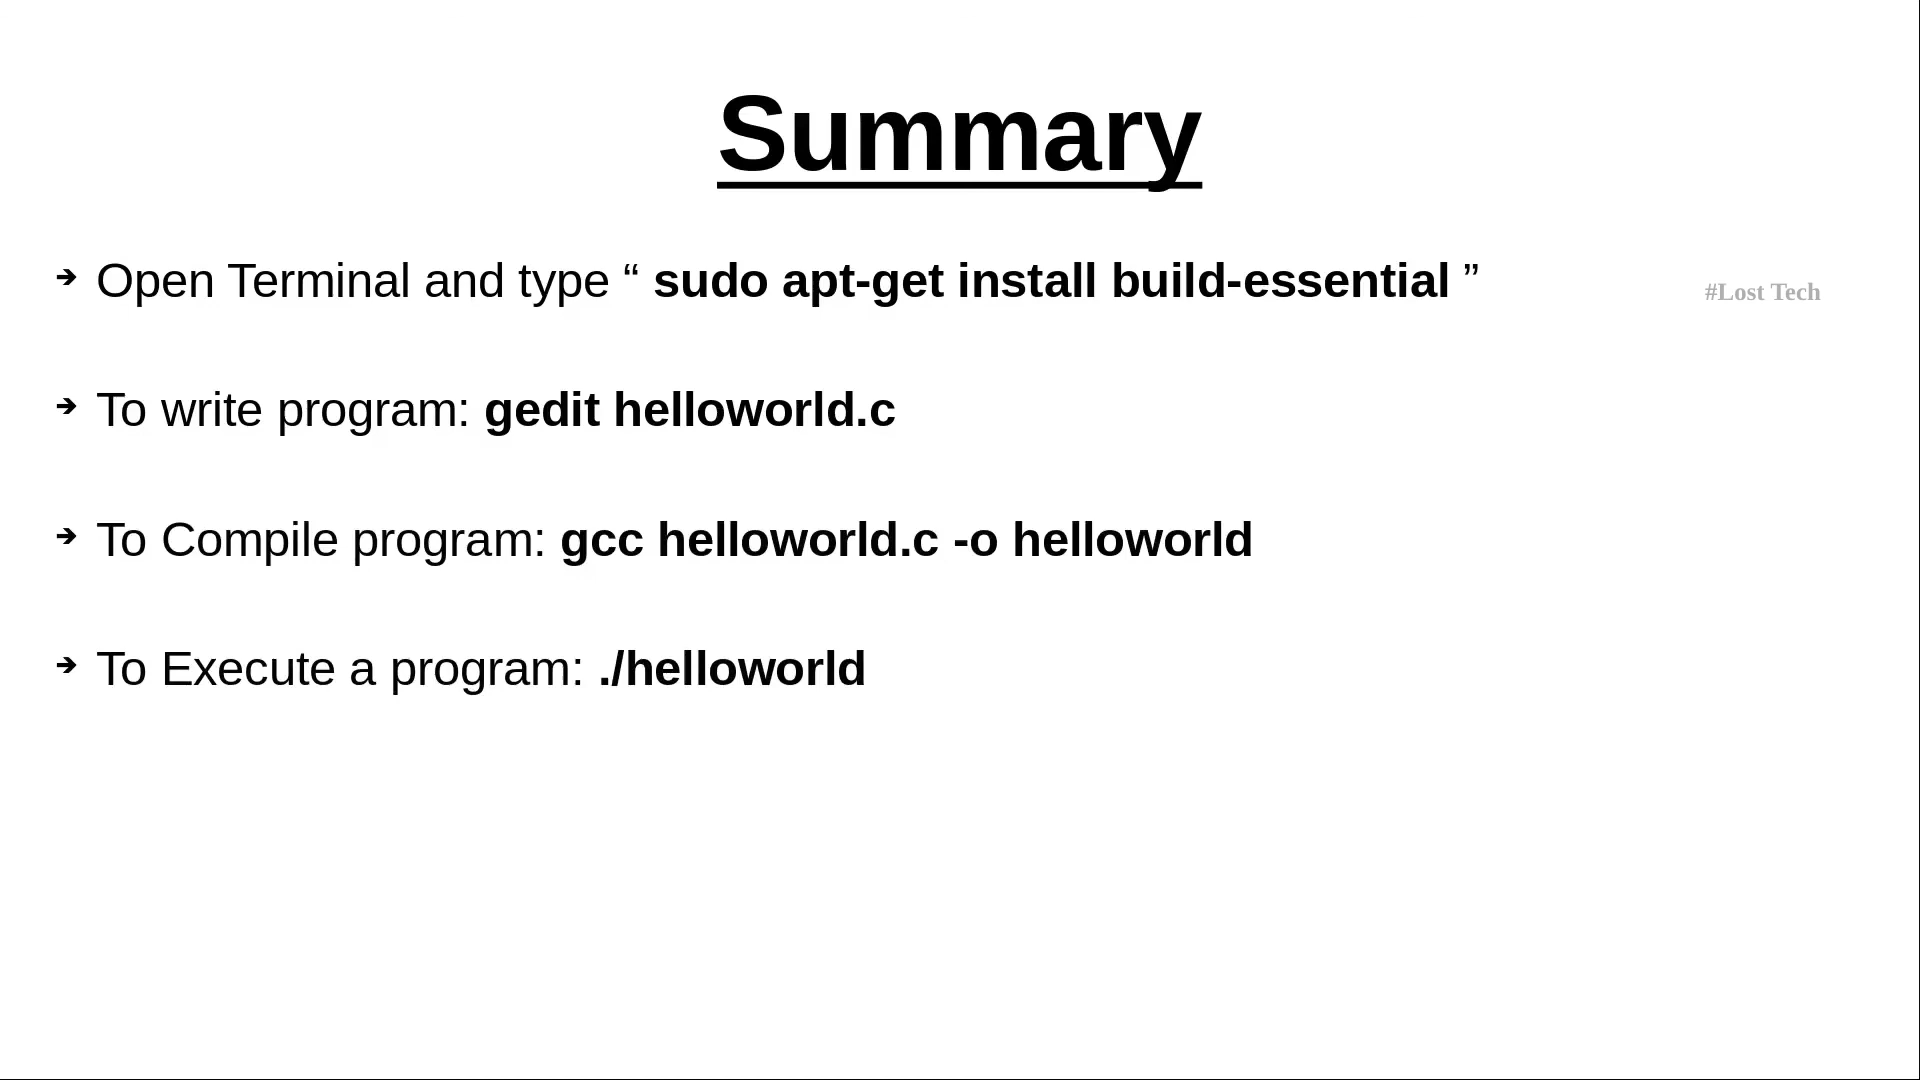 Summary
➔ Open Terminal and type “ sudo apt-get install build-essential ”
#Lost Tech
➔ To write program: gedit helloworld.c
➔ To Compile program: gcc helloworld.c -o helloworld
➔ To Execute a program: ./helloworld